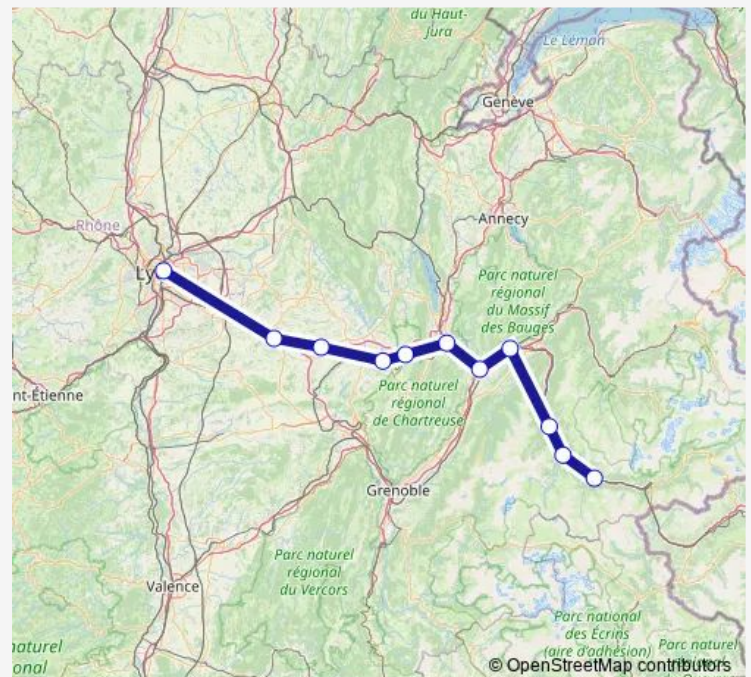 du Haut-
Jura
Le Léman
Genève
Rhône
Annecy
Ly
Parc naturel
régional
du Massif
des Bauges
nt-Étienne
Parc naturel
régional
de Chartreuse
Grenoble
Parc naturel
régional
du Vercors
Valence
Parc national
des Écrins
(aire d'adhésion)
Parc naturel
naturel
onal
© OpenStreetMap contributors